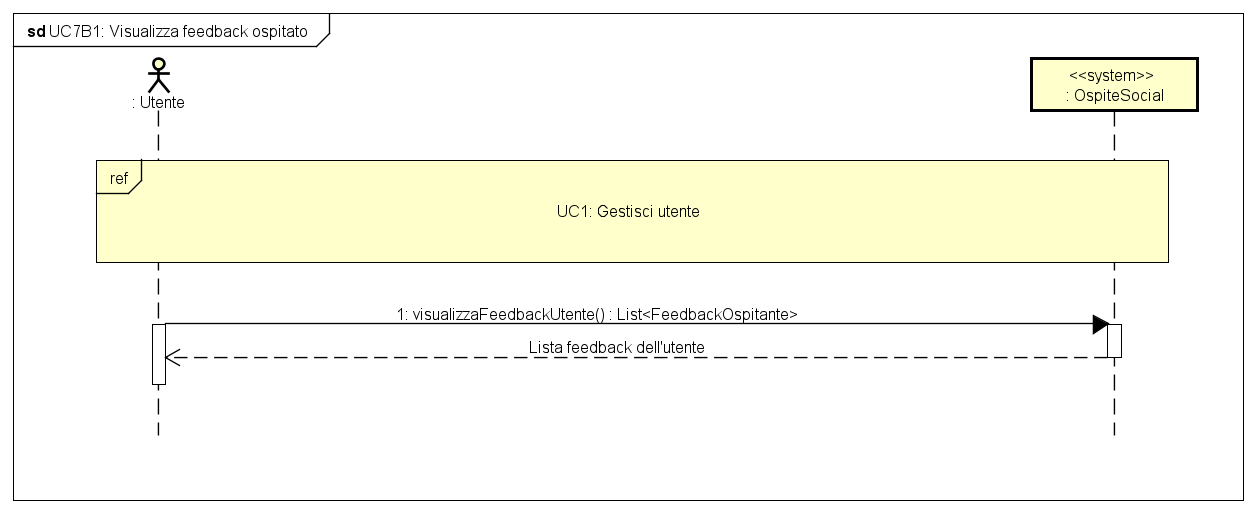 sd UC7B1: Visualizza feedback ospitato
: Utente
<<system>>
: OspiteSocial
ref
UC1: Gestisci utente
1: visualizzaFeedbackUtente() : List<FeedbackOspitante>
Lista feedback dell'utente